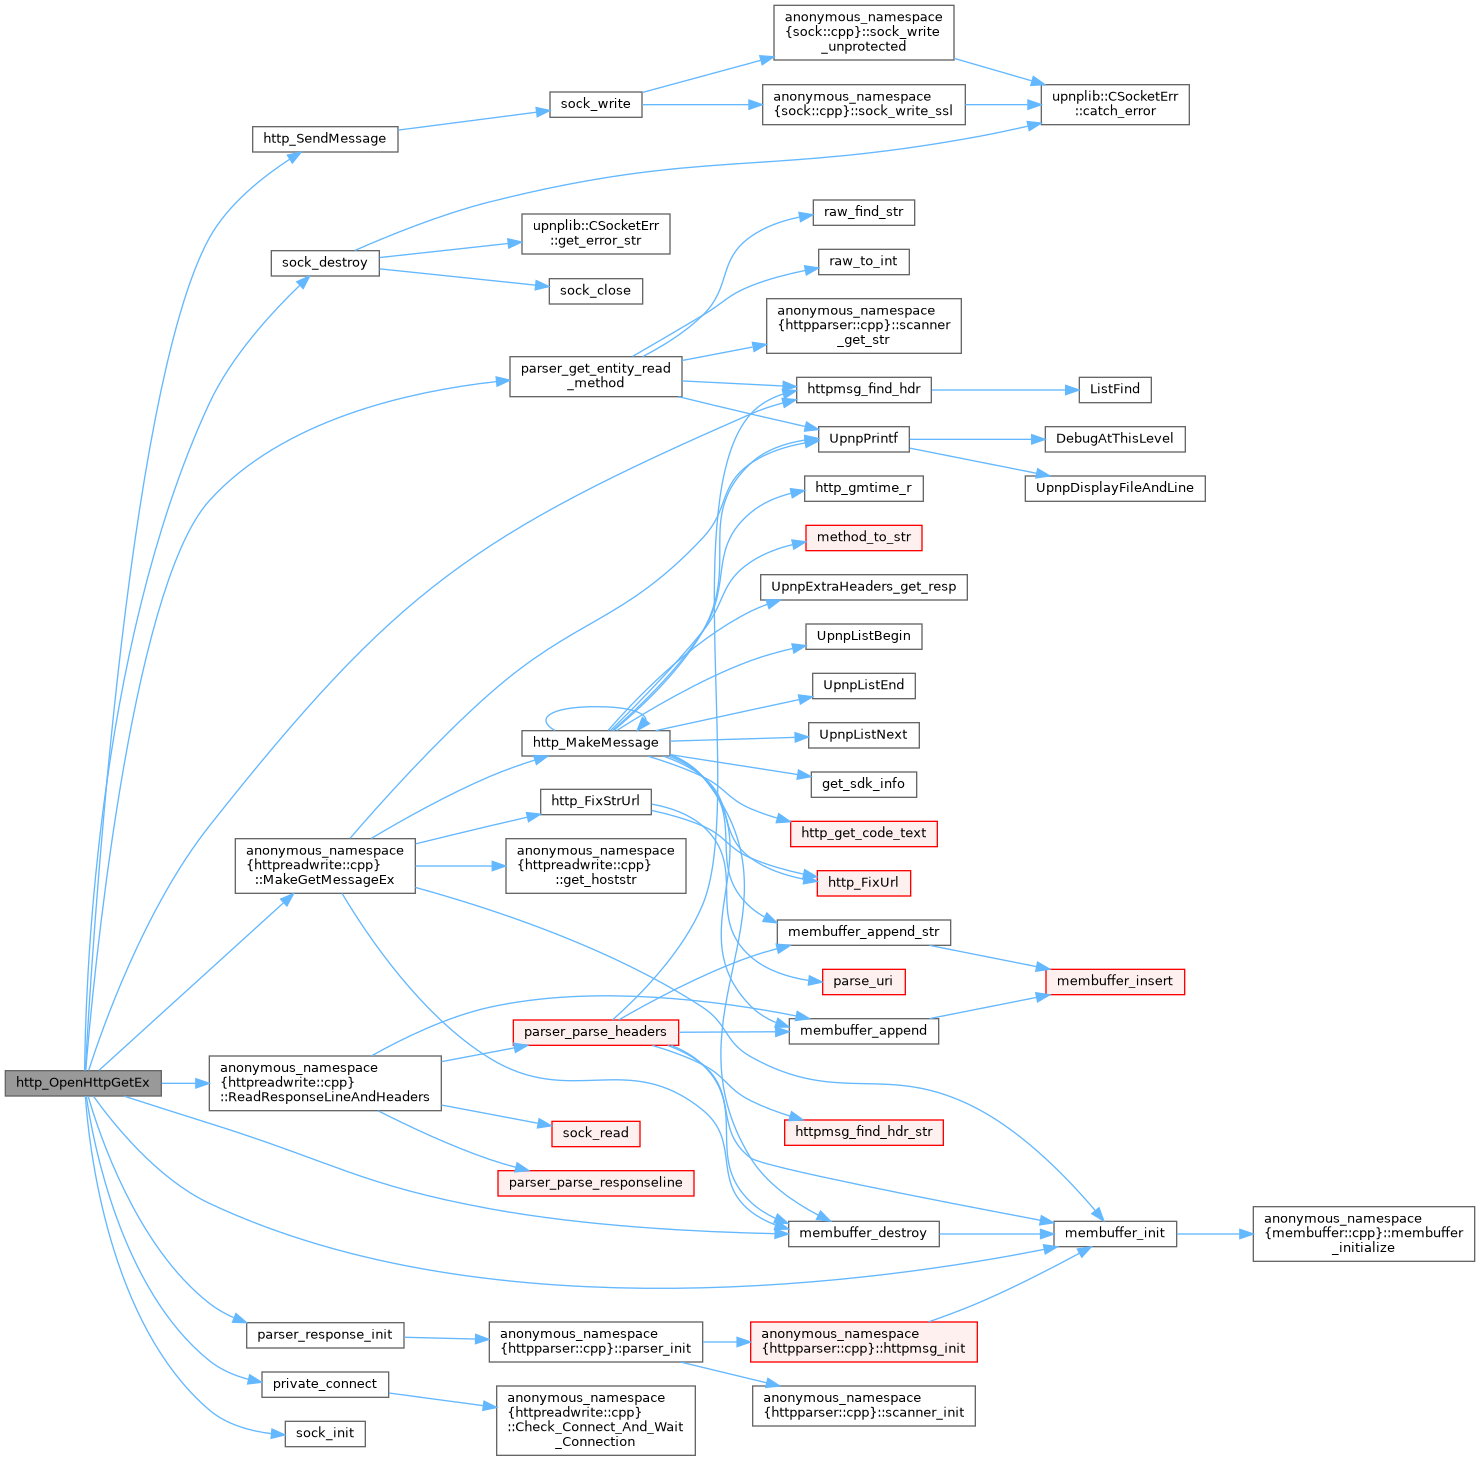 anonymous_namespace
{sock::cpp}::sock_write
_unprotected
sock_write
anonymous_namespace
{sock::cpp}::sock_write_ssl
upnplib::CSocketErr
::catch_error
http_SendMessage
raw_find_str
upnplib::CSocketErr
::get_error_str
sock_destroy
raw_to_int
sock_close
anonymous_namespace
{httpparser::cpp}::scanner
_get_str
parser_get_entity_read
_method
httpmsg_find_hdr
ListFind
UpnpPrintf
DebugAtThisLevel
http_gmtime_r
UpnpDisplayFileAndLine
method_to_str
UpnpExtraHeaders_get_resp
UpnpListBegin
UpnpListEnd
http_MakeMessage
UpnpListNext
get_sdk_info
http_FixStrUrl
http_get_code_text
anonymous_namespace
{httpreadwrite::cpp}
::MakeGetMessageEx
anonymous_namespace
{httpreadwrite::cpp}
::get_hoststr
http_FixUrl
membuffer_append_str
parse_uri
membuffer_insert
parser_parse_headers
membuffer_append
http_OpenHttpGetEx
anonymous_namespace
{httpreadwrite::cpp}
::ReadResponseLineAndHeaders
sock_read
httpmsg_find_hdr_str
parser_parse_responseline
membuffer_destroy
membuffer_init
anonymous_namespace
{membuffer::cpp}::membuffer
_initialize
parser_response_init
anonymous_namespace
{httpparser::cpp}::parser_init
anonymous_namespace
{httpparser::cpp}::httpmsg_init
private_connect
anonymous_namespace
{httpreadwrite::cpp}
::Check_Connect_And_Wait
_Connection
anonymous_namespace
{httpparser::cpp}::scanner_init
sock_init